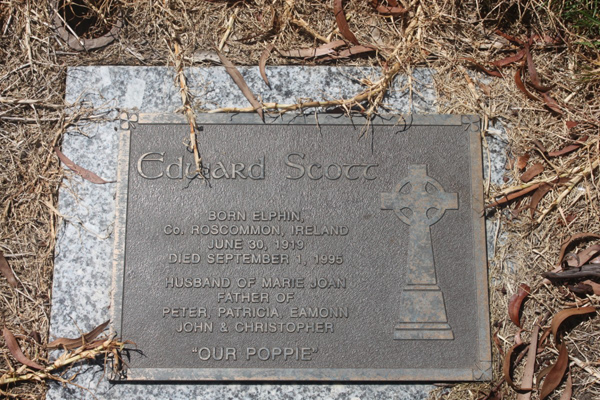 Edward Scott
BORN ELPHIN,
Co. ROSCOMMON, IRELAND
JUNE 30, 1919
DIED SEPTEMBER 1, 1995
HUSBAND OF MARIE JOAN
FATHER OF
PETER, PATRICIA, EAMONN
JOHN & CHRISTOPHER
"OUR POPPIE"